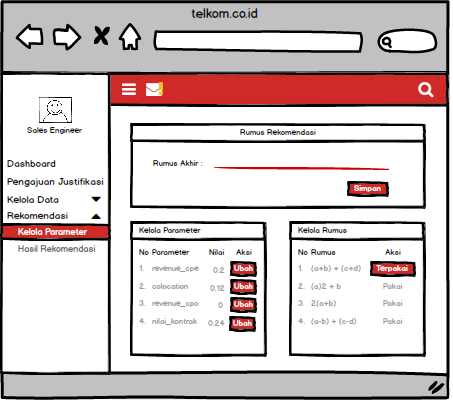 telkom.co.id
Sales Engineer
Dashboard
Pengajuan Justifikasi
Kelola Data
Rekomendasi
Kelola Parameter
Hasil Rekomendasi
Rumus Rekomendasi
Rumus Akhir :
Simpan
Kelola Parameter
No Parameter Nilai Aksi
1. revenue_cpe 0.2 Ubah
2. colocation 0.12 Ubah
3. revenue_cpo 0 Ubah
4. nilai_kontrak 0.24 Ubah
Kelola Rumus
No Rumus Aksi
1. (a+b) + (c+d) Terpakai
2. (a)2 + b Pakai
3. 2(a+b) Pakai
4. (a-b) + (c-d) Pakai